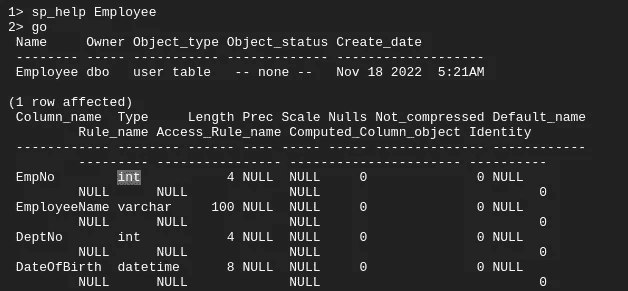 1> sp_help Employee
2> go
 Name     Owner Object_type Object_status Create_date
 -------- ----- ----------- ------------- -------------------
 Employee dbo   user table   -- none --   Nov 18 2022  5:21AM

(1 row affected)
 Column_name  Type     Length Prec Scale Nulls Not_compressed Default_name
         Rule_name Access_Rule_name Computed_Column_object Identity
 ------------ -------- ------ ---- ----- ----- -------------- ------------
         --------- ---------------- ---------------------- ----------
 EmpNo        int           4 NULL  NULL     0              0 NULL
         NULL      NULL             NULL                            0
 EmployeeName varchar     100 NULL  NULL     0              0 NULL
         NULL      NULL             NULL                            0
 DeptNo       int           4 NULL  NULL     0              0 NULL
         NULL      NULL             NULL                            0
 DateOfBirth  datetime      8 NULL  NULL     0              0 NULL
         NULL      NULL             NULL                            0